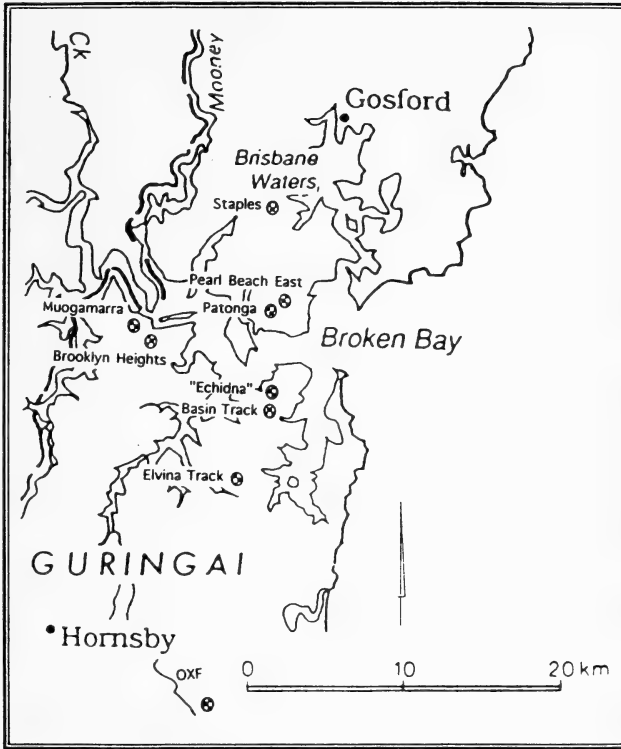 Ck
Mooney
Gosford
Brisbane
Waters
Staples
Pearl Beach East
Muogamarra
Patonga
Broken Bay
Brooklyn Heights
"Echidna"
Basin Track
Elvina Track
GURINGAI
Hornsby
OXF
0 10 20 km